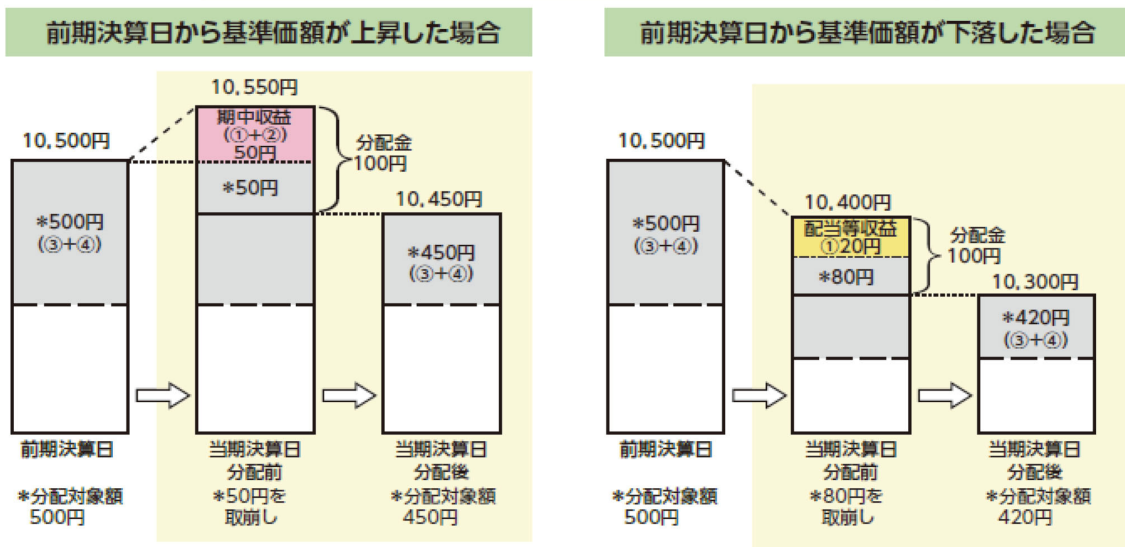 前期決算日から基準価額が上昇した場合
10,550円
期中収益
(①+②)
50円
10,500円
分配金
100円
*50円
10,450円
*500円
(③+④)
*450円
(③+④)
前期決算日
当期決算日
分配前
当期決算日
分配後
*分配対象額
500円
*50円を
取崩し
*分配対象額
450円
前期決算日から基準価額が下落した場合
10,500円
10,400円
配当等収益
①20円
分配金
100円
*500円
(③+④)
*80円
10,300円
*420円
(③+④)
前期決算日
当期決算日
分配前
当期決算日
分配後
*分配対象額
500円
*80円を
取崩し
*分配対象額
420円